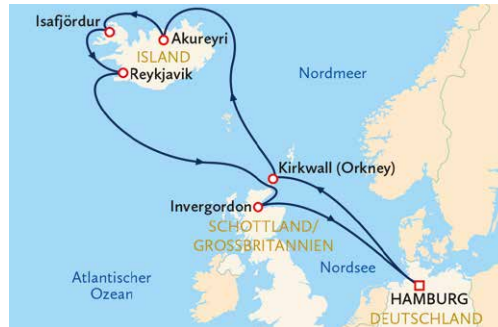 Isafjördur
Akureyri
ISLAND
Reykjavik
Nordmeer
Kirkwall (Orkney)
Invergordon
SCHOTTLAND/
GROSSBRITANNIEN
Nordsee
Atlantischer
Ozean
HAMBURG
DEUTSCHLAND